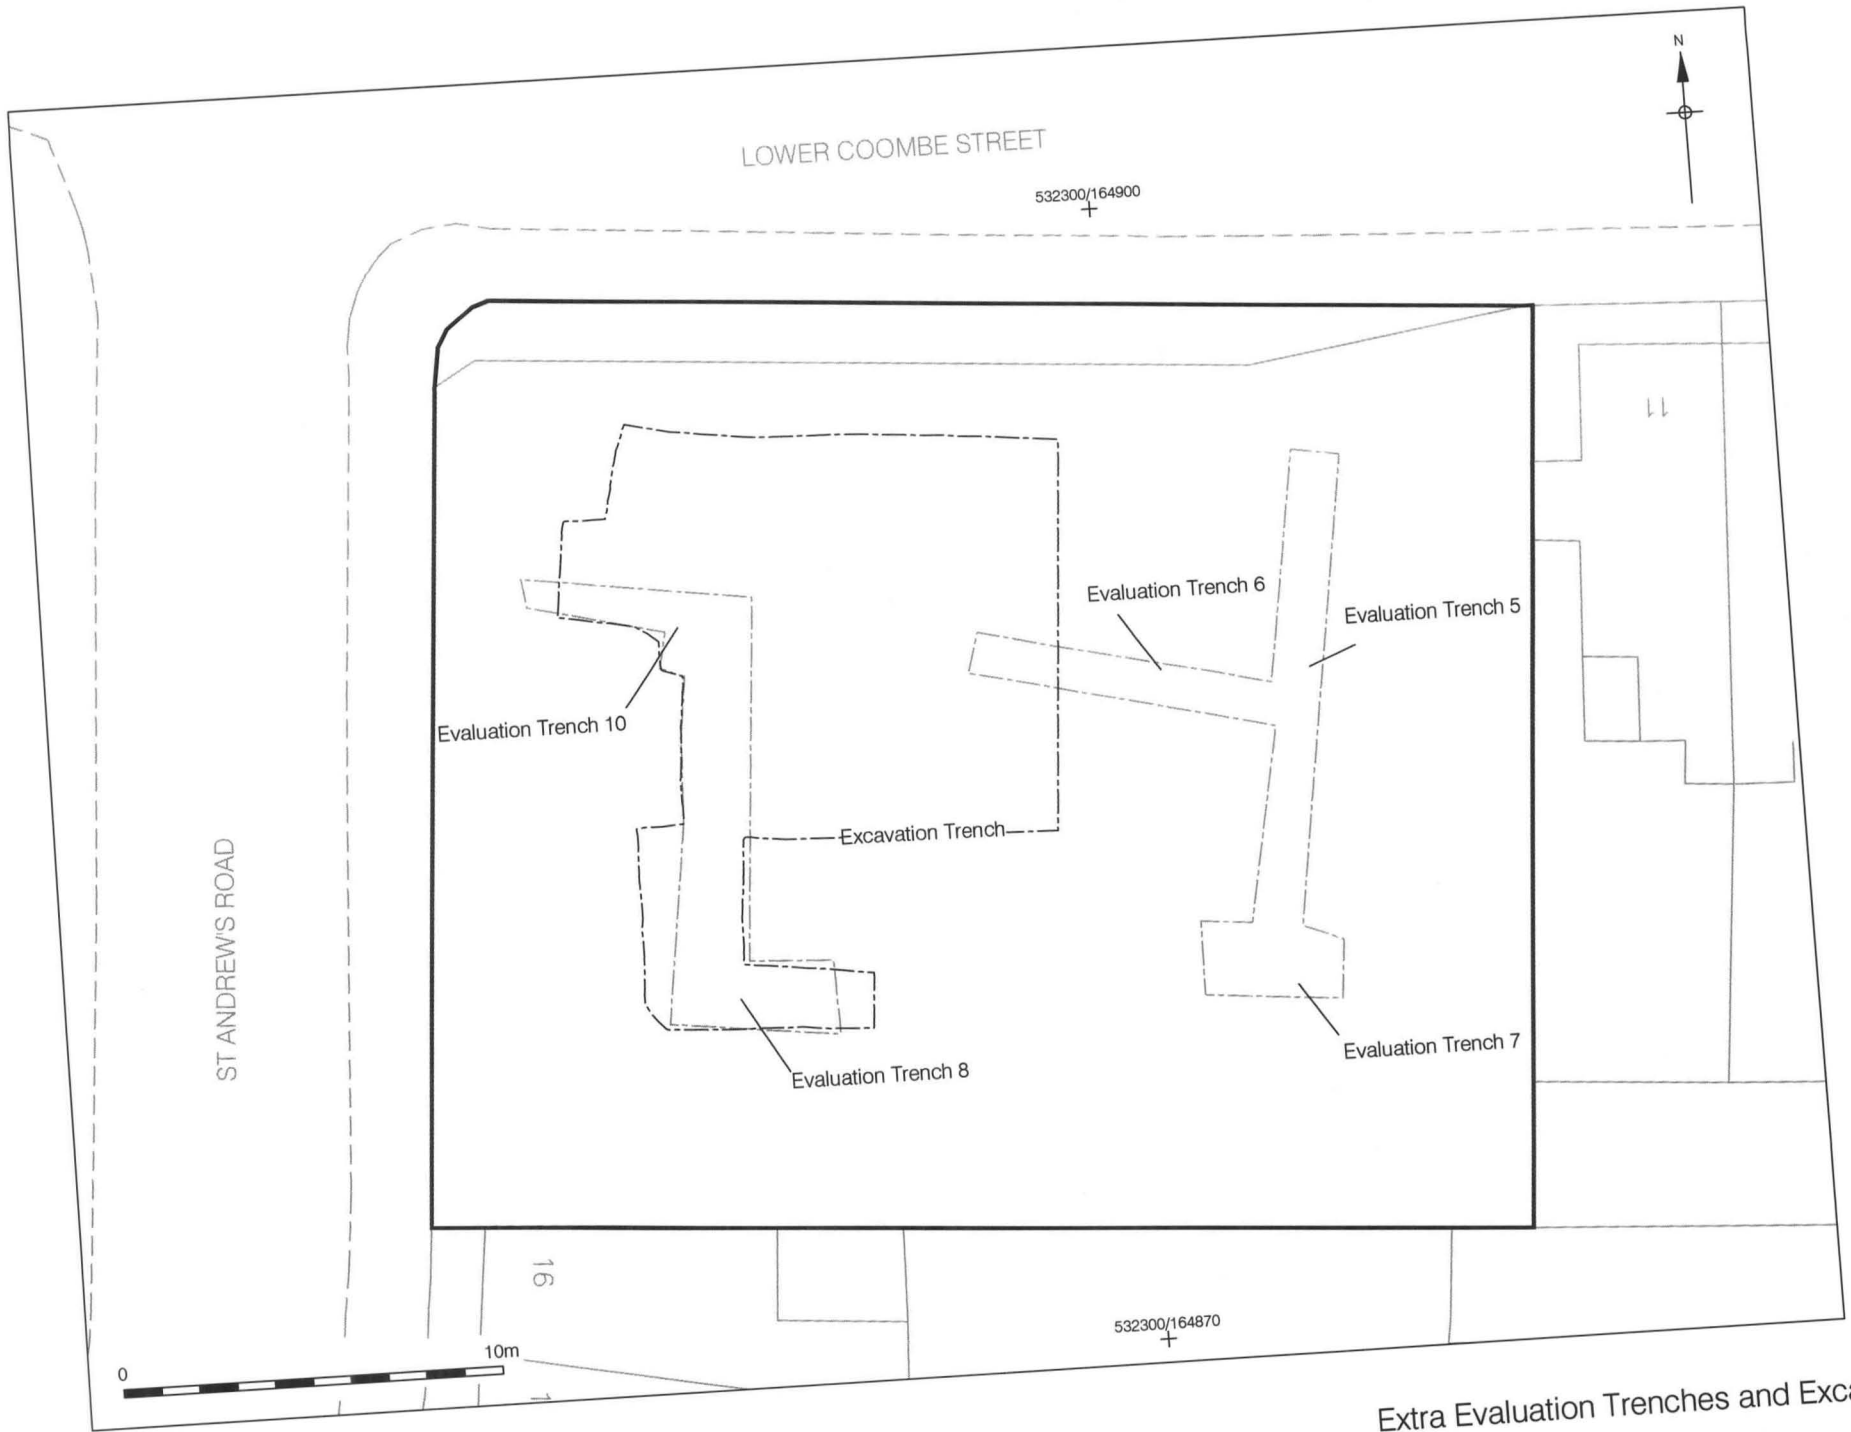 N
LOWER COOMBE STREET
532300/164900
11
Evaluation Trench 6
Evaluation Trench 5
Evaluation Trench 10
Excavation Trench
ST ANDREW'S ROAD
Evaluation Trench 7
Evaluation Trench 8
16
532300/164870
0
10m
1
Extra Evaluation Trenches and